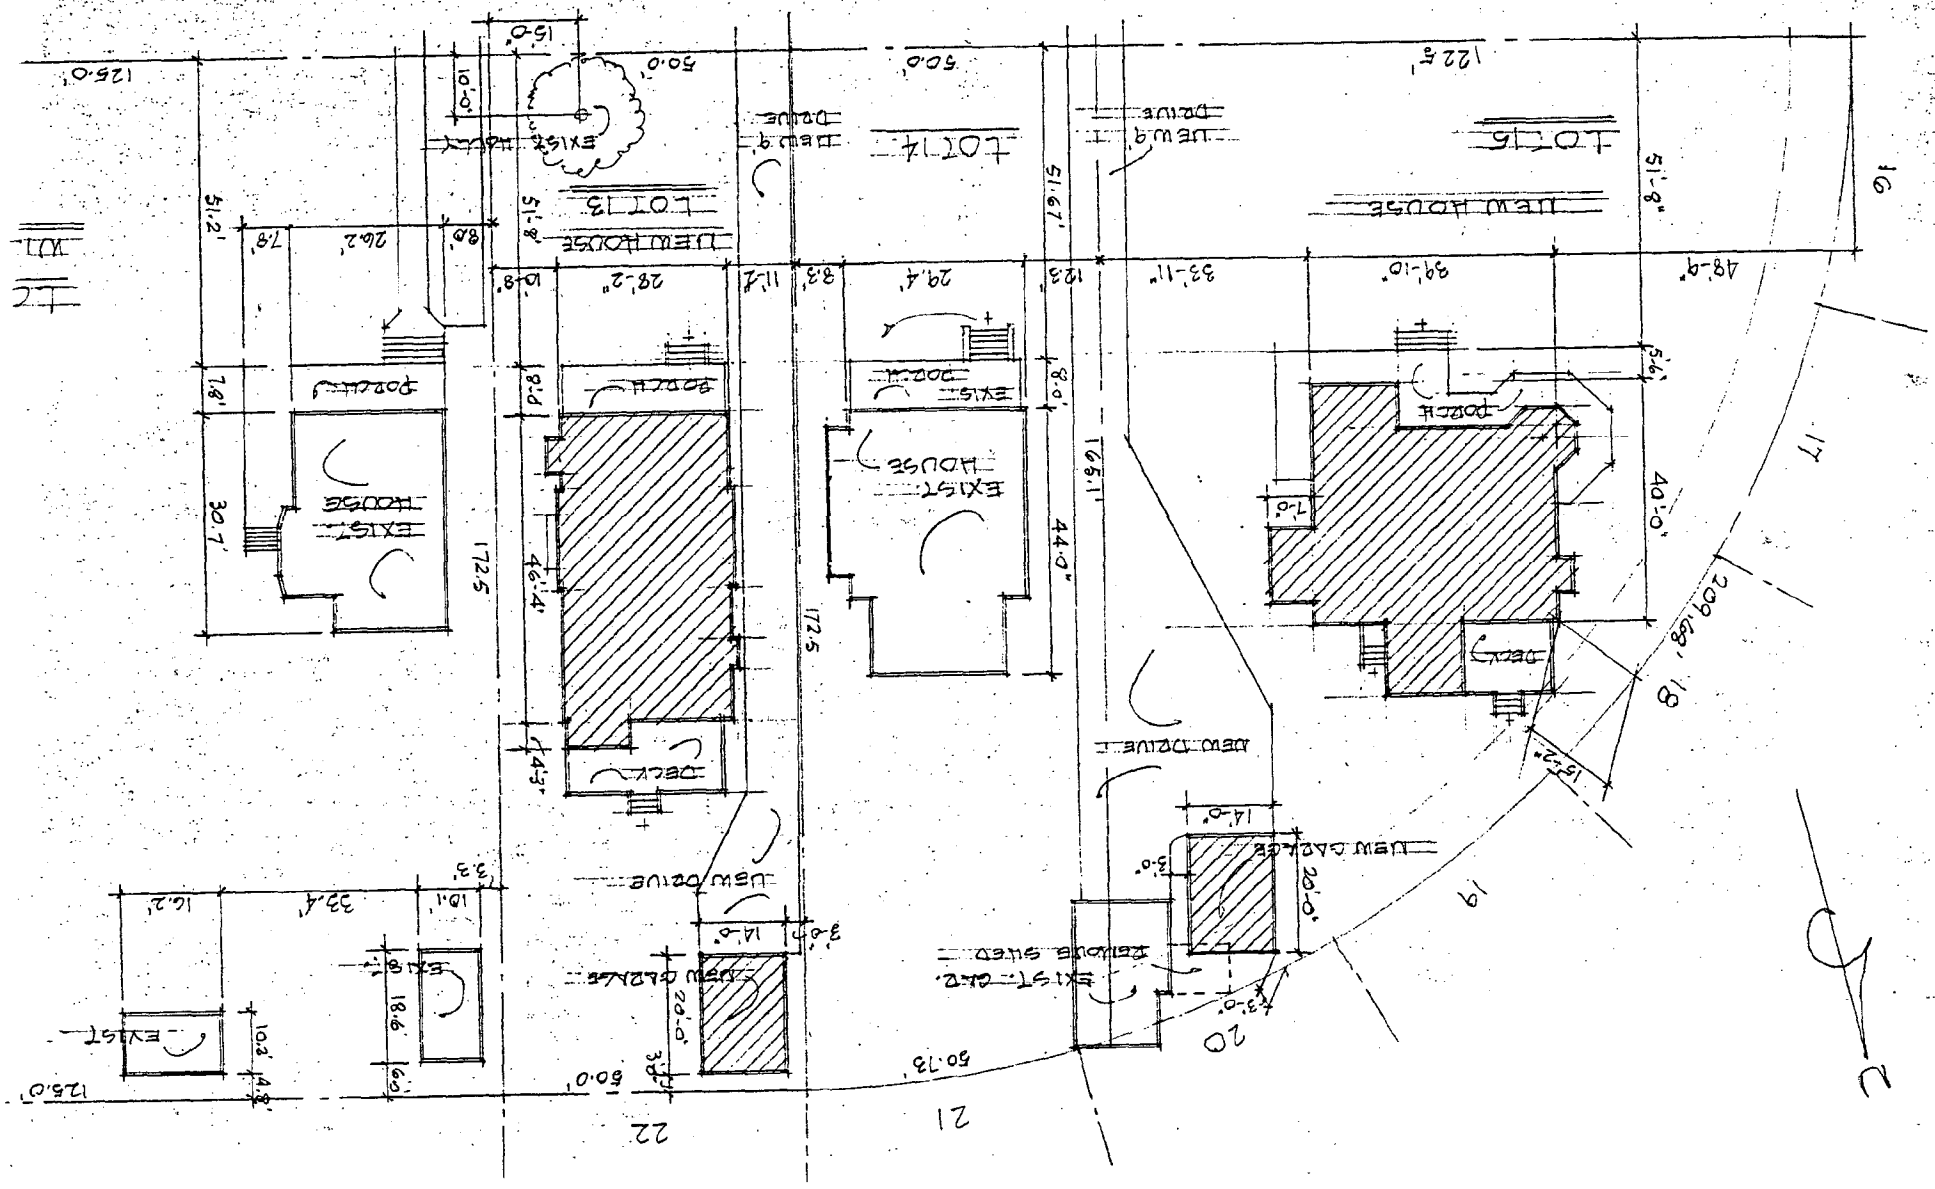 22
21
20
19
18
17
16
125.0'
50.0'
50.73'
209.68'
4.8'
10.3'
EXIST
6.0'
18.6'
EXIST.
3'-0"
20'-0"
NEW GARAGE
14'-0"
3'-0"
EXIST. GAR.
REMOVE SHED
3'-0"
20'-0"
NEW GARAGE
3'-0"
14'-0"
16.2'
33.4'
10.1'
3.3'
NEW DRIVE
DECK
4'-3"
NEW DRIVE
15'-2"
DECK
30.7'
EXIST.
HOUSE
172.5
46'-4"
172.5
44.0'
EXIST.
HOUSE
165.1'
7'-0"
40'-0"
7.8'
PORCH
8'-0"
PORCH
8.0'
EXIST.
PORCH
PORCH
5'-6"
7.8'
26.2'
8.0'
10'-8"
28'-2"
11'-2"
8.3'
29.4'
12.3'
33'-11"
39'-10"
48'-9"
51.2'
51'-8"
NEW HOUSE
LOT 13
51.67'
NEW HOUSE
51'-8"
EXIST HOLLY
NEW 9'
DRIVE
LOT 14
NEW 9'
DRIVE
LOT 15
10'-0"
15'-0"
125.0'
50.0'
50.0'
122.5'